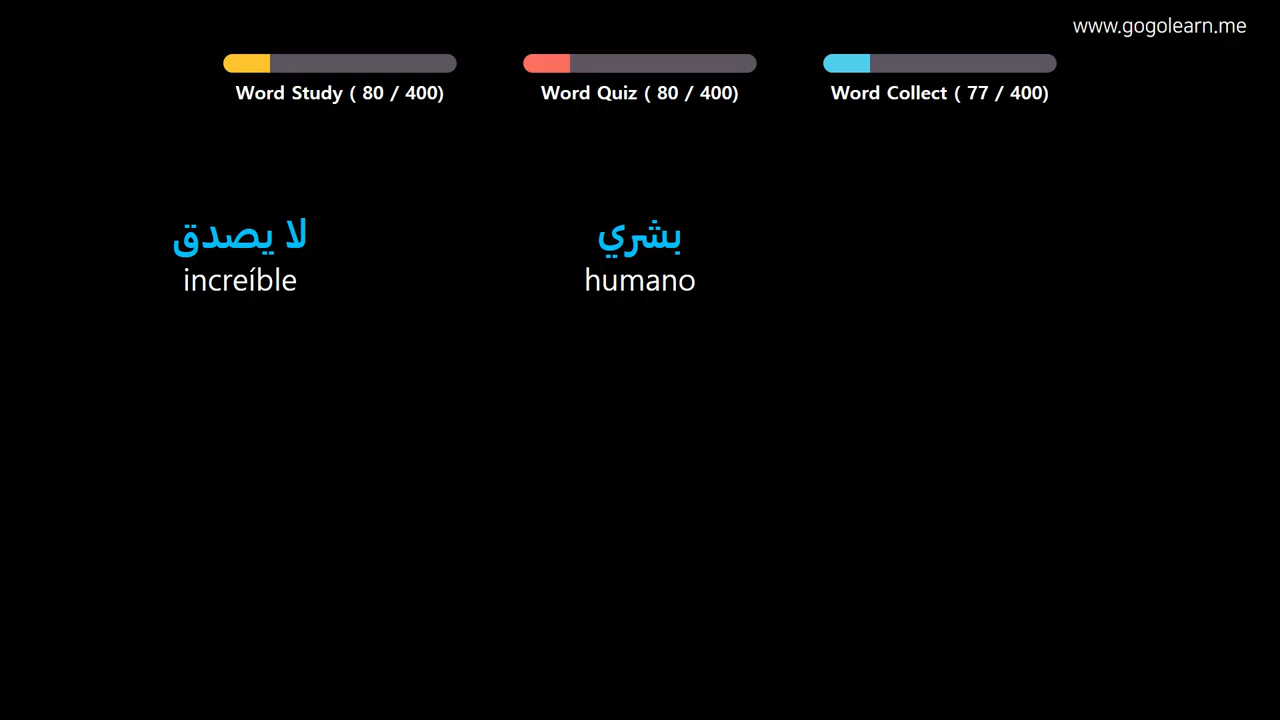 www.gogolearn.me
Word Study ( 80 / 400)
Word Quiz ( 80 / 400)
Word Collect ( 77 / 400)
لا يصدق
increíble
بشري
humano